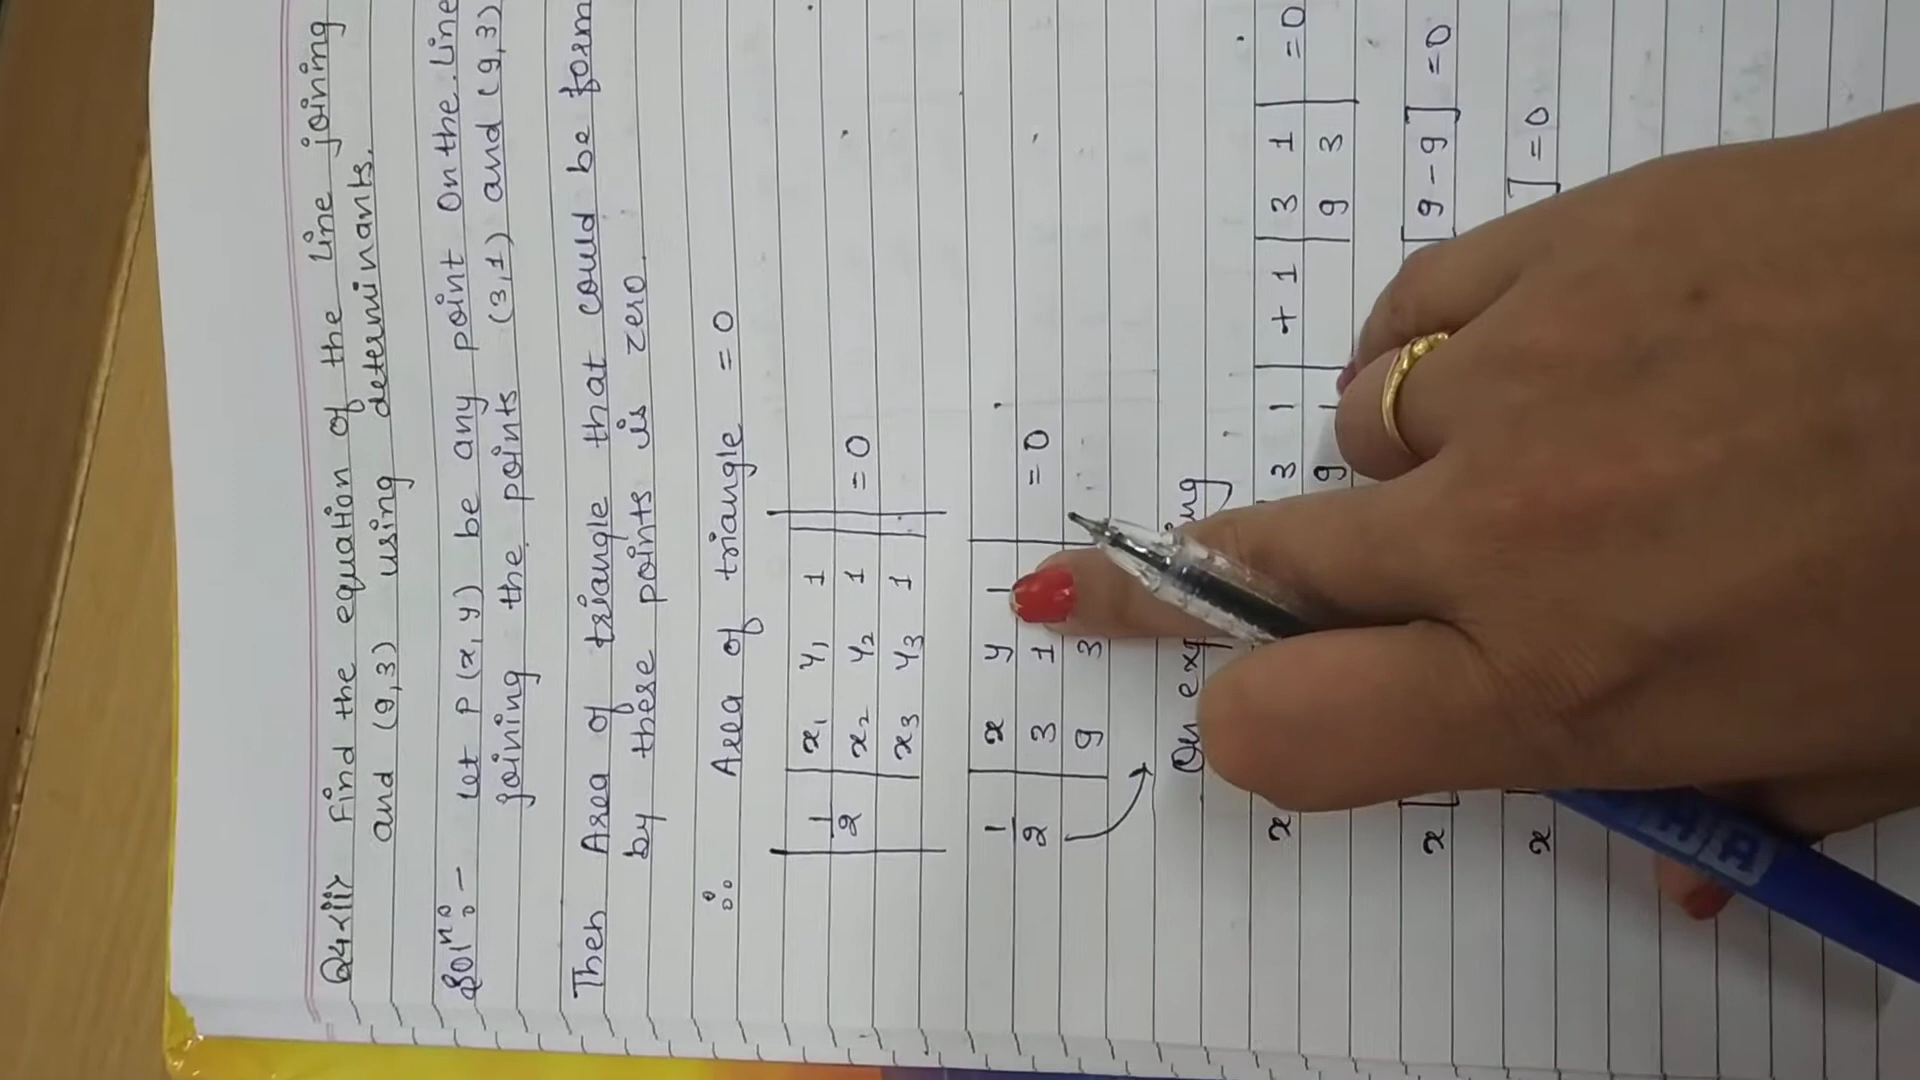 Q4<ii> Find the equation of the line joining
and (9,3) using determinants.
Solⁿ:- Let P(x, y) be any point on the line
joining the points (3,1) and (9,3)
Then Area of triangle that could be form
by these points is zero
∴ Area of triangle = 0
1/2 | x₁ y₁ 1 |
| x₂ y₂ 1 | = 0
| x₃ y₃ 1 |
1/2 | x y 1 |
| 3 1 = 0
| 9 3
On
x 3 1 | + 1 | 3 1 | = 0
9 1 | 9 3 |
x [ [9-9] = 0
x ] = 0